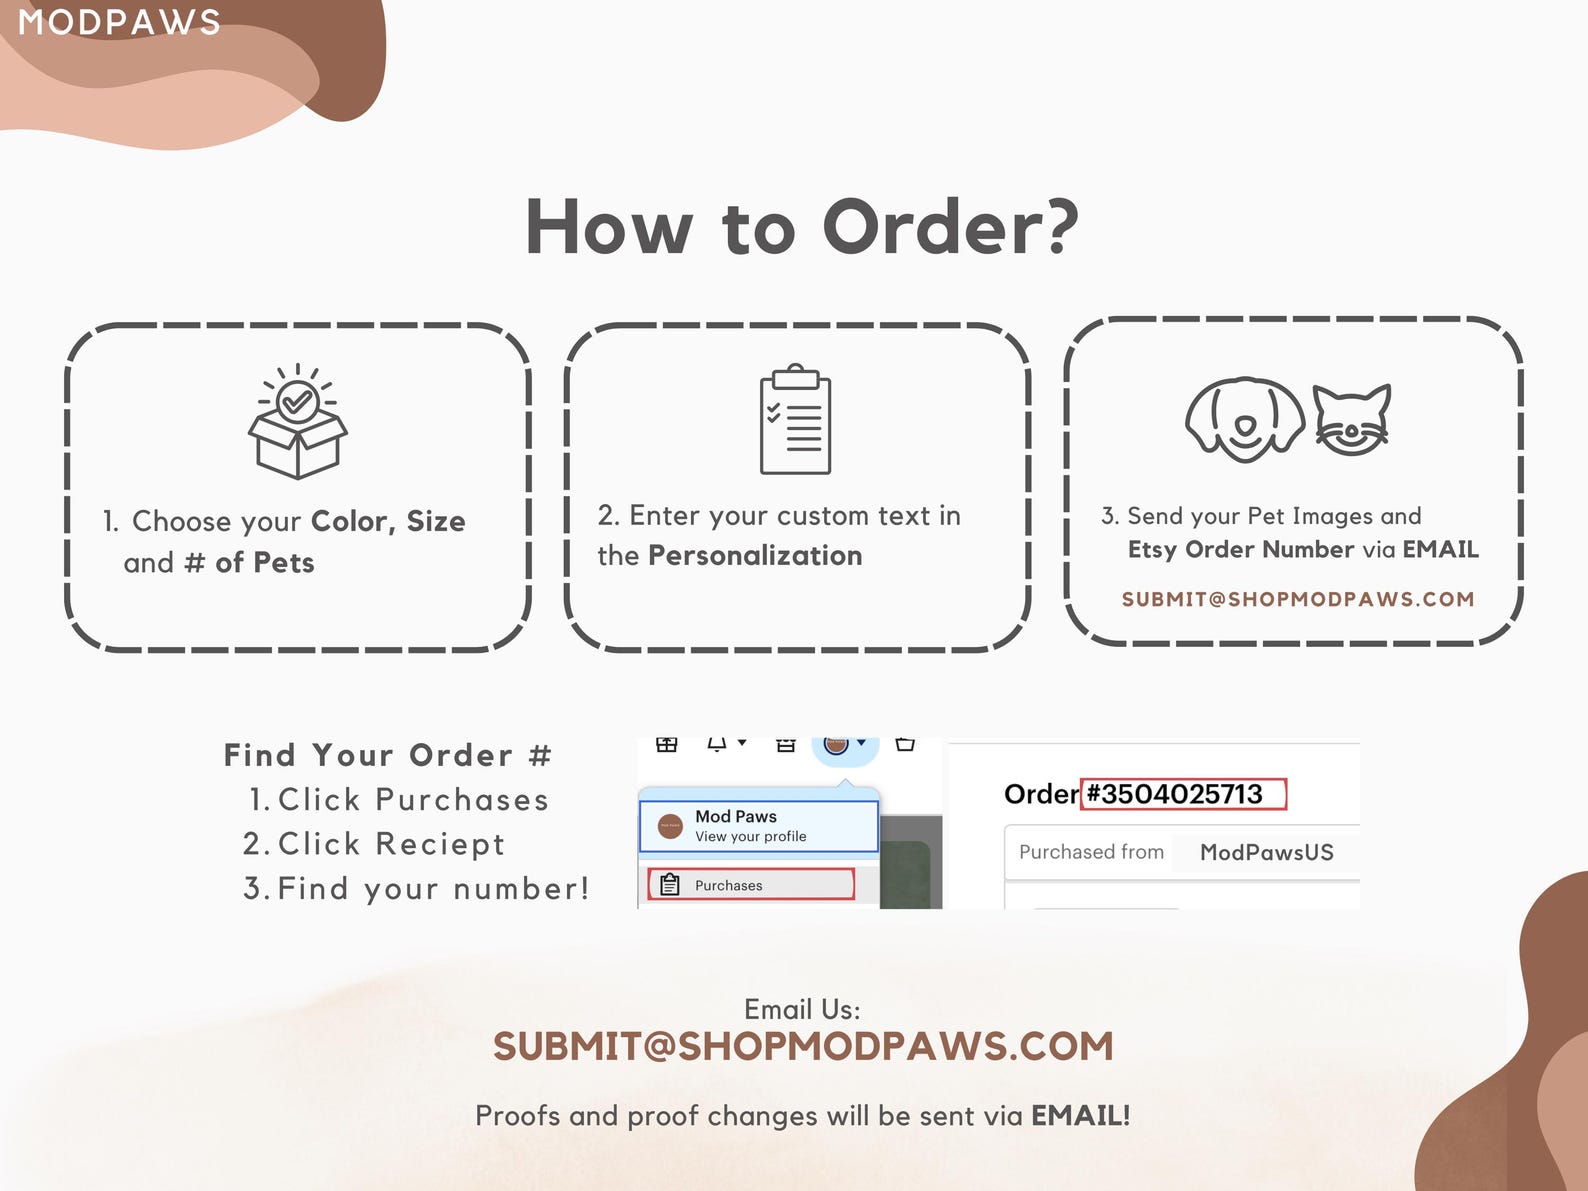 MODPAWS
How to Order?
1. Choose your Color, Size
and # of Pets
2. Enter your custom text in
the Personalization
3. Send your Pet Images and
Etsy Order Number via EMAIL
SUBMIT@SHOPMODPAWS.COM
Find Your Order #
1. Click Purchases
2. Click Reciept
3. Find your number!
Mod Paws
View your profile
Purchases
Order #3504025713
Purchased from ModPawsUS
Email Us:
SUBMIT@SHOPMODPAWS.COM
Proofs and proof changes will be sent via EMAIL!